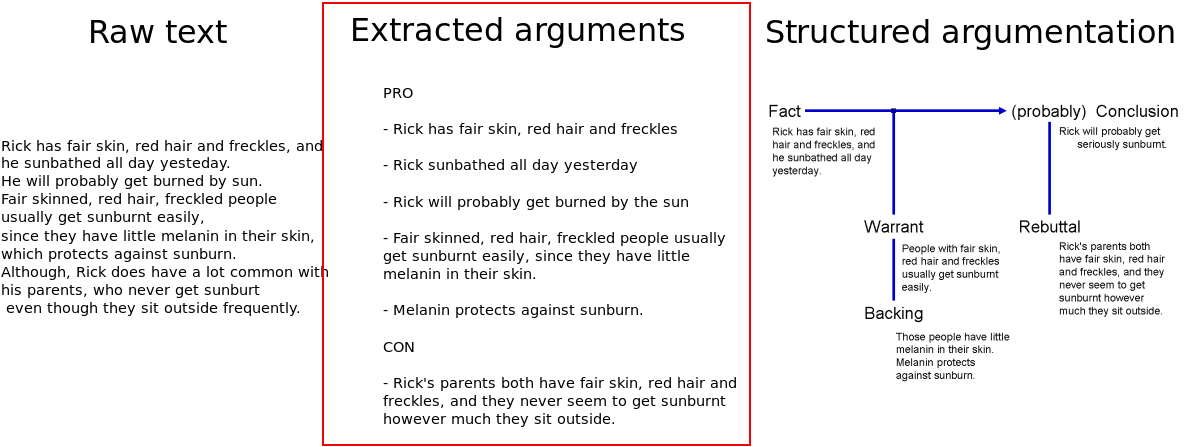 Raw text
Rick has fair skin, red hair and freckles, and
he sunbathed all day yesteday.
He will probably get burned by sun.
Fair skinned, red hair, freckled people
usually get sunburnt easily,
since they have little melanin in their skin,
which protects against sunburn.
Although, Rick does have a lot common with
his parents, who never get sunburt
even though they sit outside frequently.
Extracted arguments
PRO
- Rick has fair skin, red hair and freckles
- Rick sunbathed all day yesterday
- Rick will probably get burned by the sun
- Fair skinned, red hair, freckled people usually
get sunburnt easily, since they have little
melanin in their skin.
- Melanin protects against sunburn.
CON
- Rick's parents both have fair skin, red hair and
freckles, and they never seem to get sunburnt
however much they sit outside.
Structured argumentation
Fact
Rick has fair skin, red
hair and freckles, and
he sunbathed all day
yesterday.
(probably) Conclusion
Rick will probably get
seriously sunburnt.
Warrant
People with fair skin,
red hair and freckles
usually get sunburnt
easily.
Backing
Those people have little
melanin in their skin.
Melanin protects
against sunburn.
Rebuttal
Rick's parents both
have fair skin, red hair
and freckles, and they
never seem to get
sunburnt however
much they sit outside.